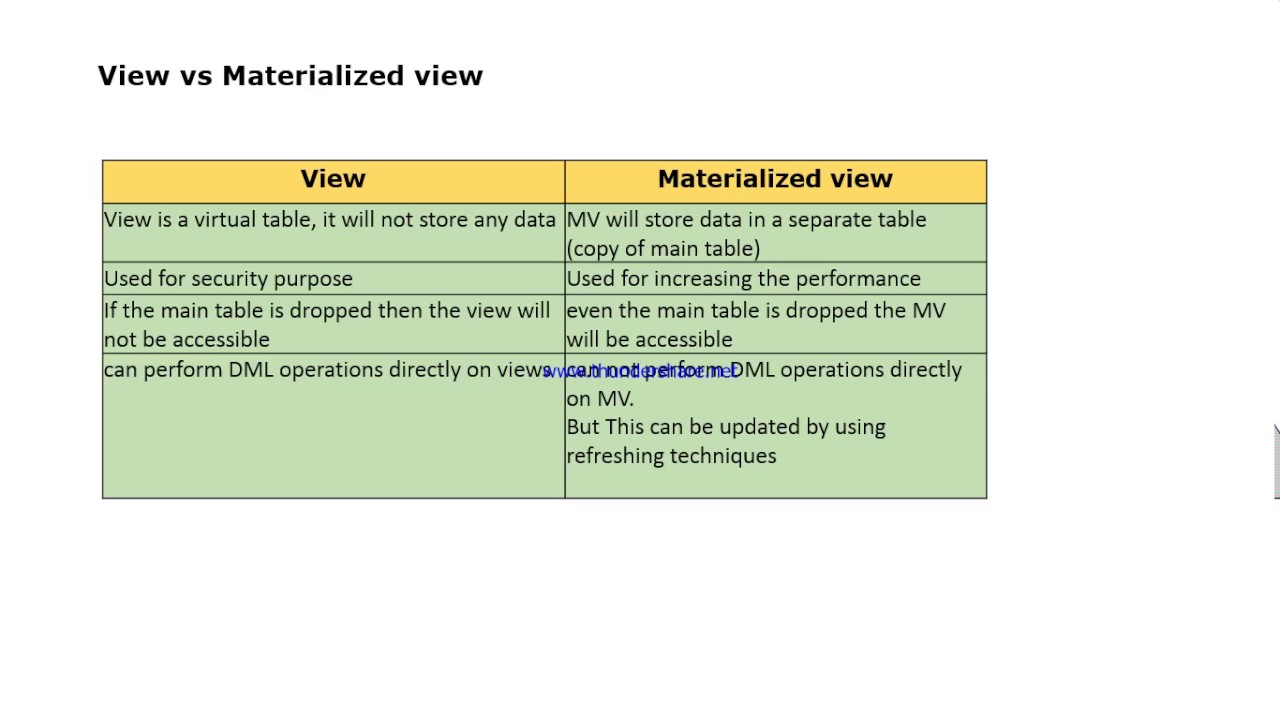 View vs Materialized view
View
Materialized view
View is a virtual table, it will not store any data
MV will store data in a separate table
(copy of main table)
Used for security purpose
Used for increasing the performance
If the main table is dropped then the view will
not be accessible
even the main table is dropped the MV
will be accessible
can perform DML operations directly on views
www.thundershare.net
can not perform DML operations directly
on MV.
But This can be updated by using
refreshing techniques